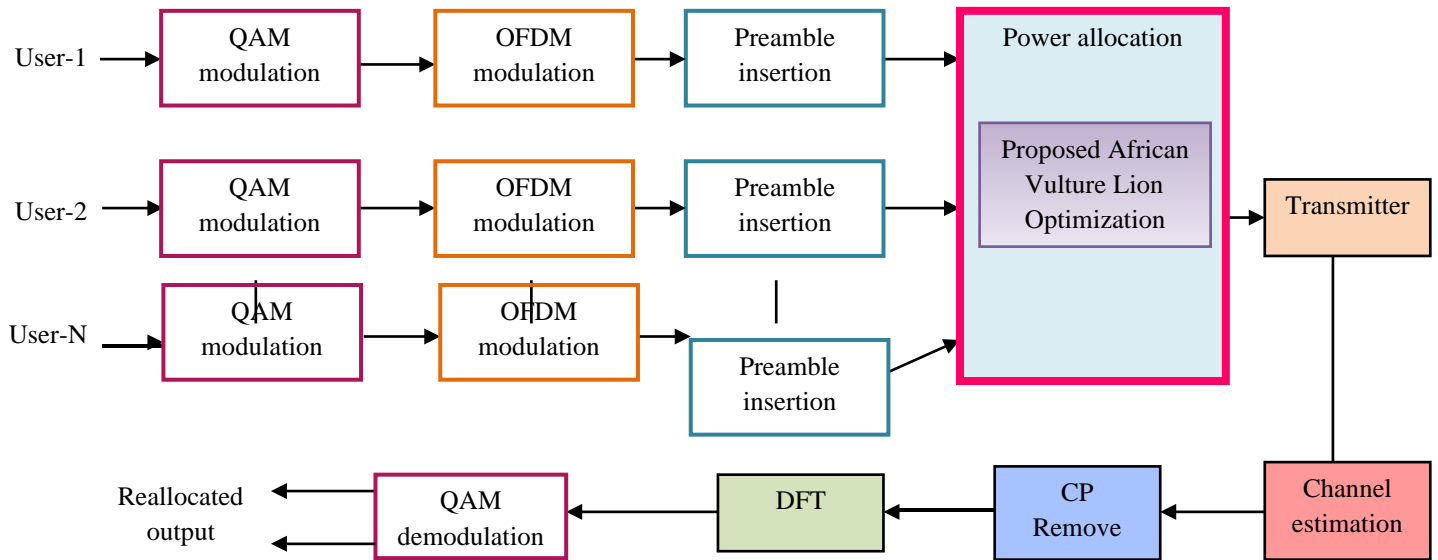 User-1
QAM
modulation
OFDM
modulation
Preamble
insertion
Power allocation
Proposed African
Vulture Lion
Optimization
User-2
QAM
modulation
OFDM
modulation
Preamble
insertion
Transmitter
User-N
QAM
modulation
OFDM
modulation
Preamble
insertion
Channel
estimation
CP
Remove
DFT
QAM
demodulation
Reallocated
output